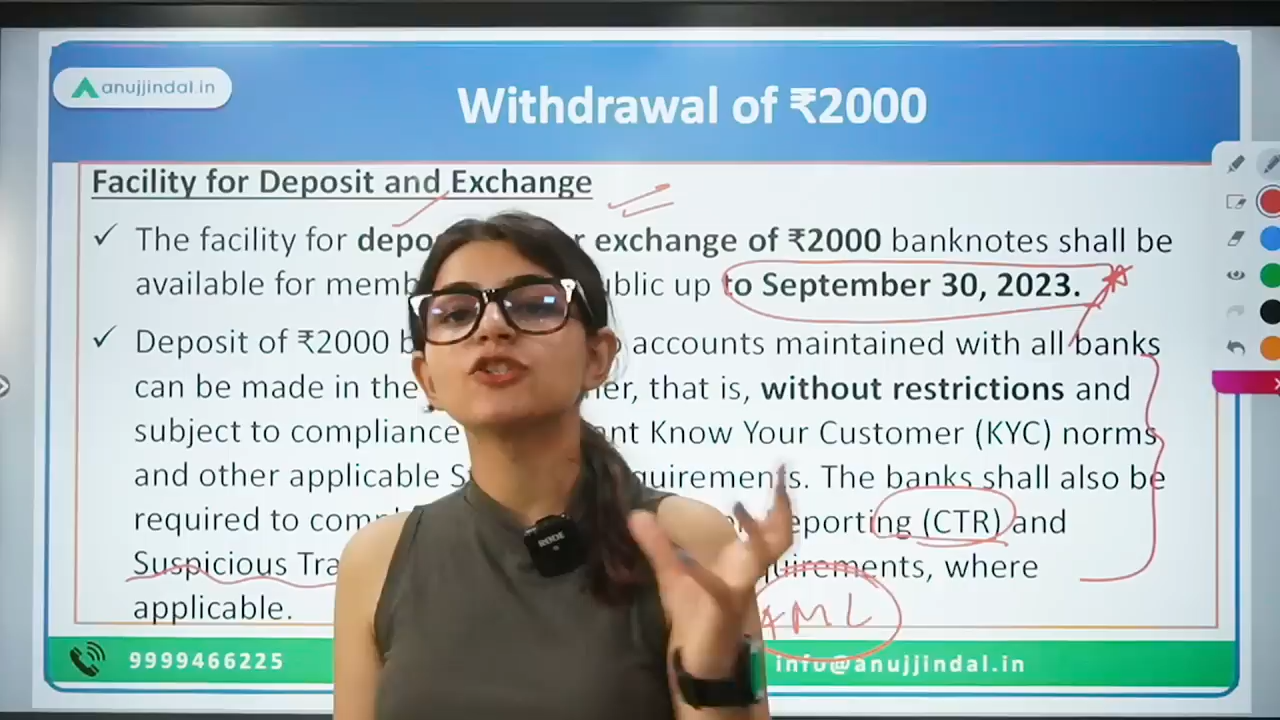 anujjindal.in
Withdrawal of ₹2000
Facility for Deposit and Exchange
✓ The facility for depo r exchange of ₹2000 banknotes shall be
available for memb ublic up to September 30, 2023.
✓ Deposit of ₹2000 b accounts maintained with all banks
can be made in the er, that is, without restrictions and
subject to compliance nt Know Your Customer (KYC) norms
and other applicable S quirements. The banks shall also be
required to com eporting (CTR) and
Suspicious Tra quirements, where
applicable.
AML
RODE
9999466225
info@anujjindal.in